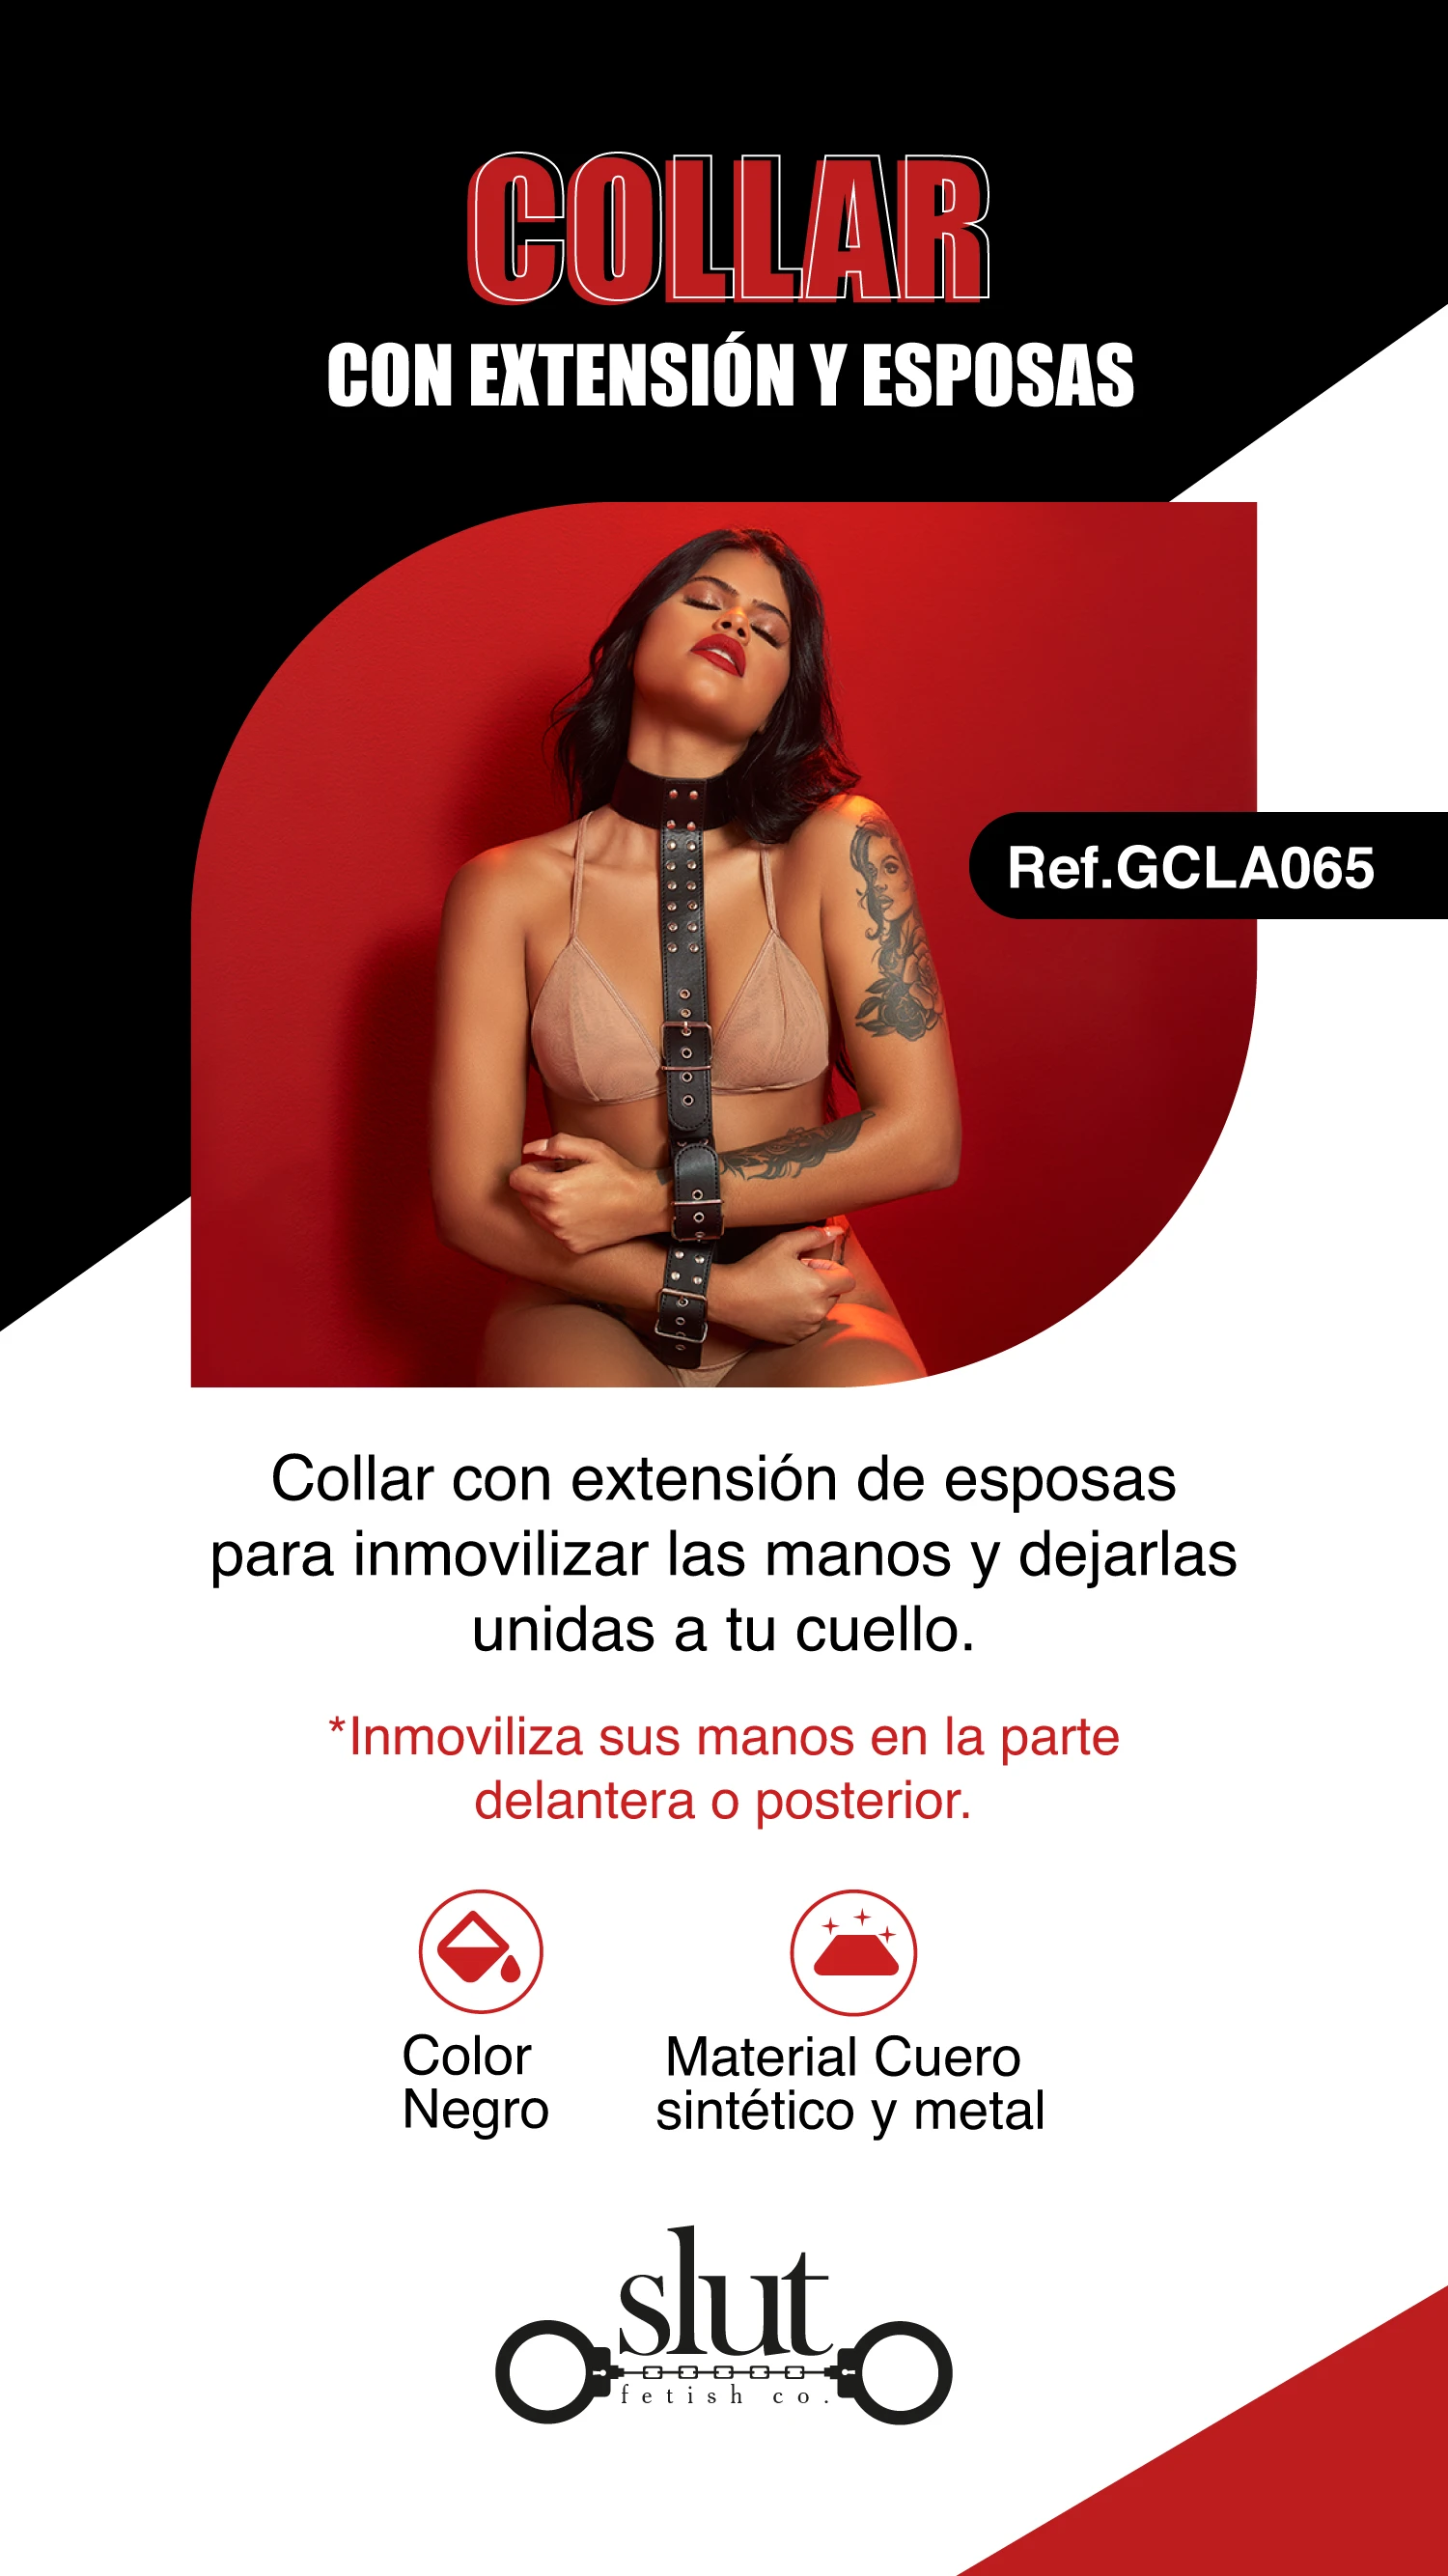 COLLAR
CON EXTENSIÓN Y ESPOSAS
Ref.GCLA065
Collar con extensión de esposas
para inmovilizar las manos y dejarlas
unidas a tu cuello.
*Inmoviliza sus manos en la parte
delantera o posterior.
Color
Negro
Material Cuero
sintético y metal
slut
fetish co.